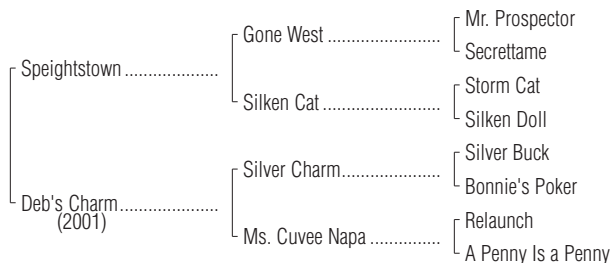 Mr. Prospector
Gone West
Secrettame
Speightstown
Storm Cat
Silken Cat
Silken Doll
Silver Buck
Silver Charm
Bonnie's Poker
Deb's Charm
(2001)
Relaunch
Ms. Cuvee Napa
A Penny Is a Penny